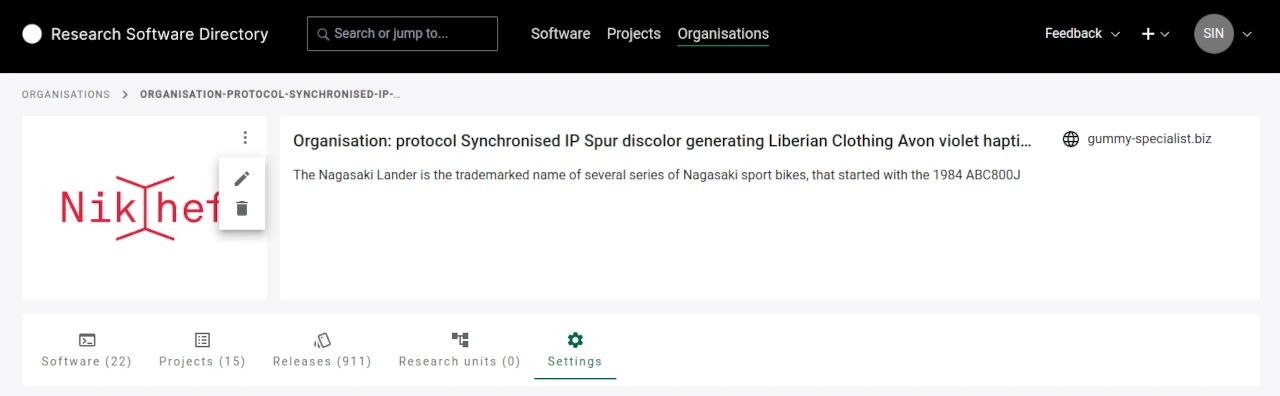 Research Software Directory
Search or jump to...
Software Projects Organisations
Feedback
SIN
ORGANISATIONS
ORGANISATION-PROTOCOL-SYNCHRONISED-IP-...
Nikhef
Organisation: protocol Synchronised IP Spur discolor generating Liberian Clothing Avon violet hapti...
gummy-specialist.biz
The Nagasaki Lander is the trademarked name of several series of Nagasaki sport bikes, that started with the 1984 ABC800J
Software (22)
Projects (15)
Releases (911)
Research units (0)
Settings